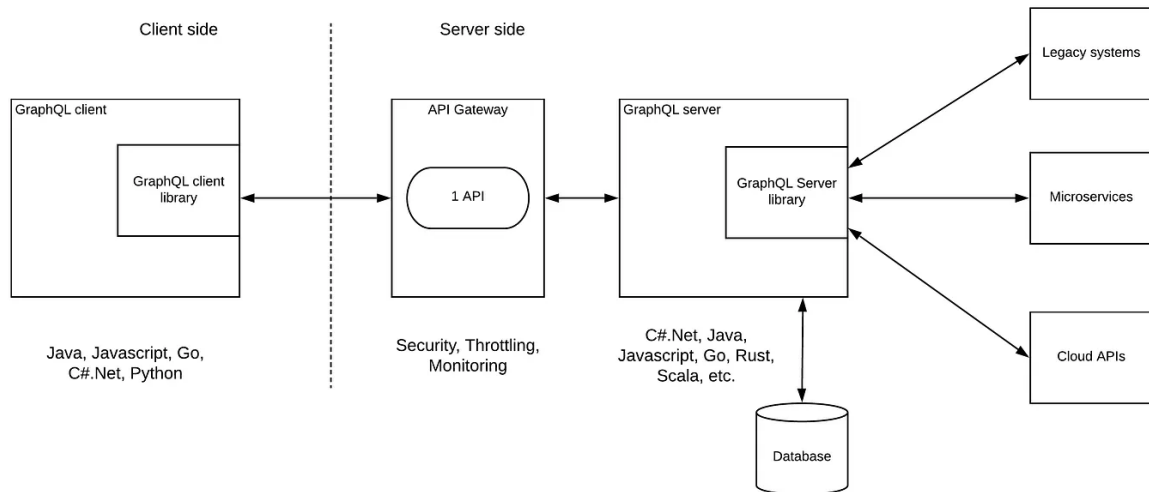 Client side
Server side
GraphQL client
GraphQL client
library
Java, Javascript, Go,
C#.Net, Python
API Gateway
1 API
Security, Throttling,
Monitoring
GraphQL server
GraphQL Server
library
C#.Net, Java,
Javascript, Go, Rust,
Scala, etc.
Database
Legacy systems
Microservices
Cloud APIs